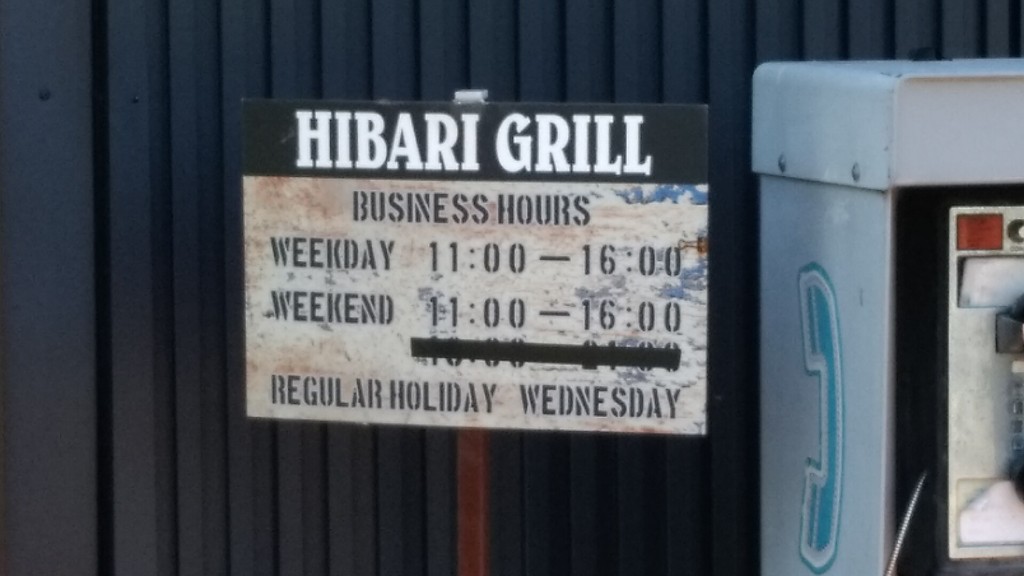 HIBARI GRILL
BUSINESS HOURS
WEEKDAY 11:00 — 16:00
WEEKEND 11:00 — 16:00
REGULAR HOLIDAY WEDNESDAY